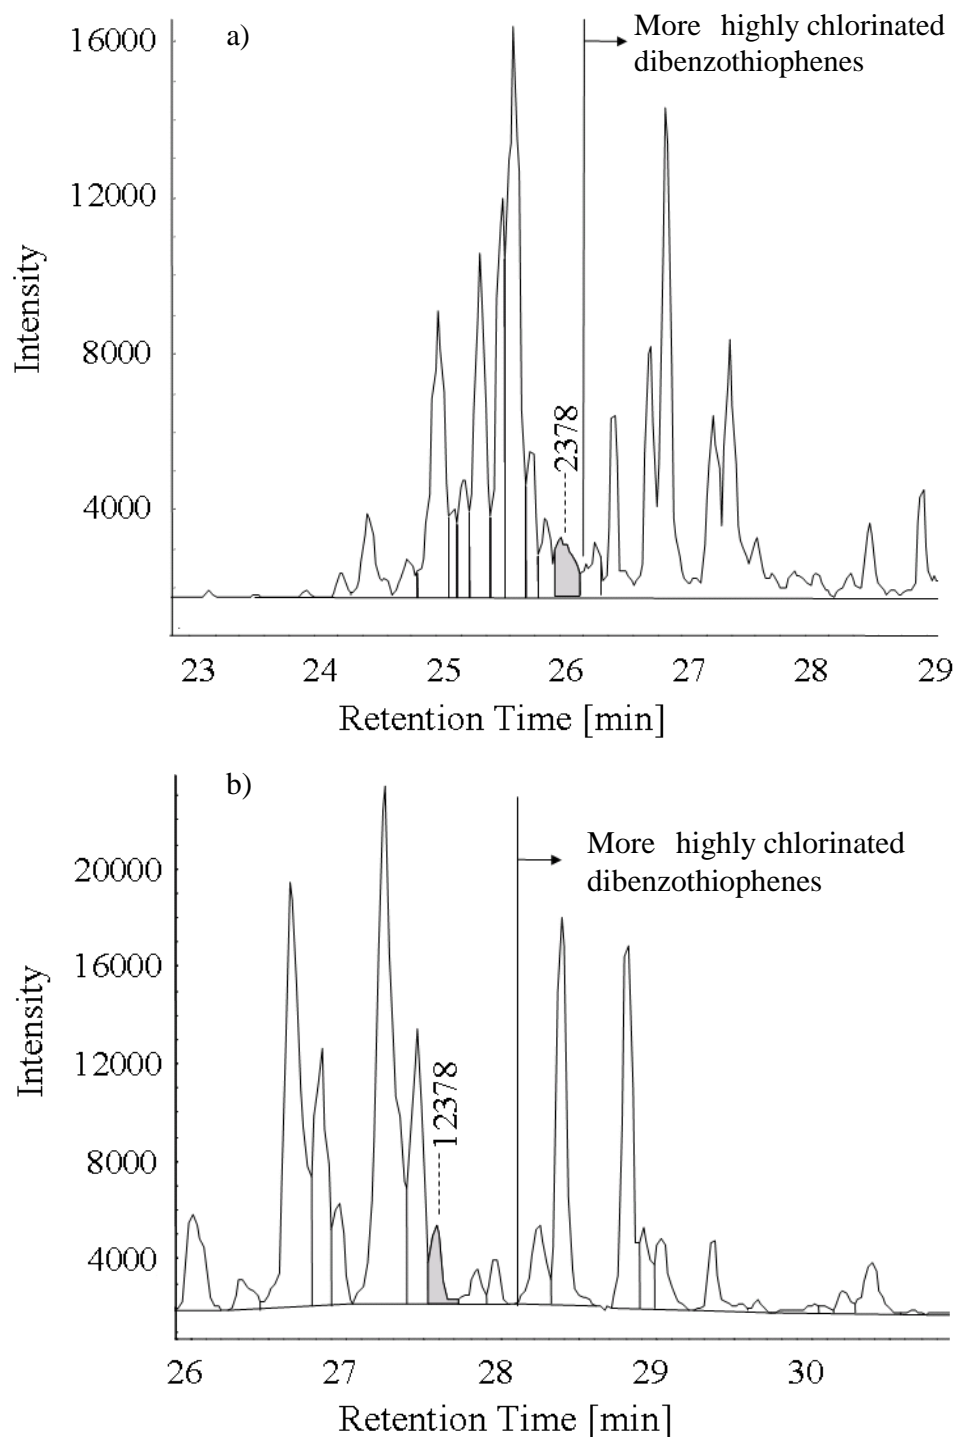 a)
More highly chlorinated
dibenzothiophenes
16000
12000
8000
4000
Intensity
2378
23 24 25 26 27 28 29
Retention Time [min]
b)
More highly chlorinated
dibenzothiophenes
20000
16000
12000
8000
4000
Intensity
12378
26 27 28 29 30
Retention Time [min]